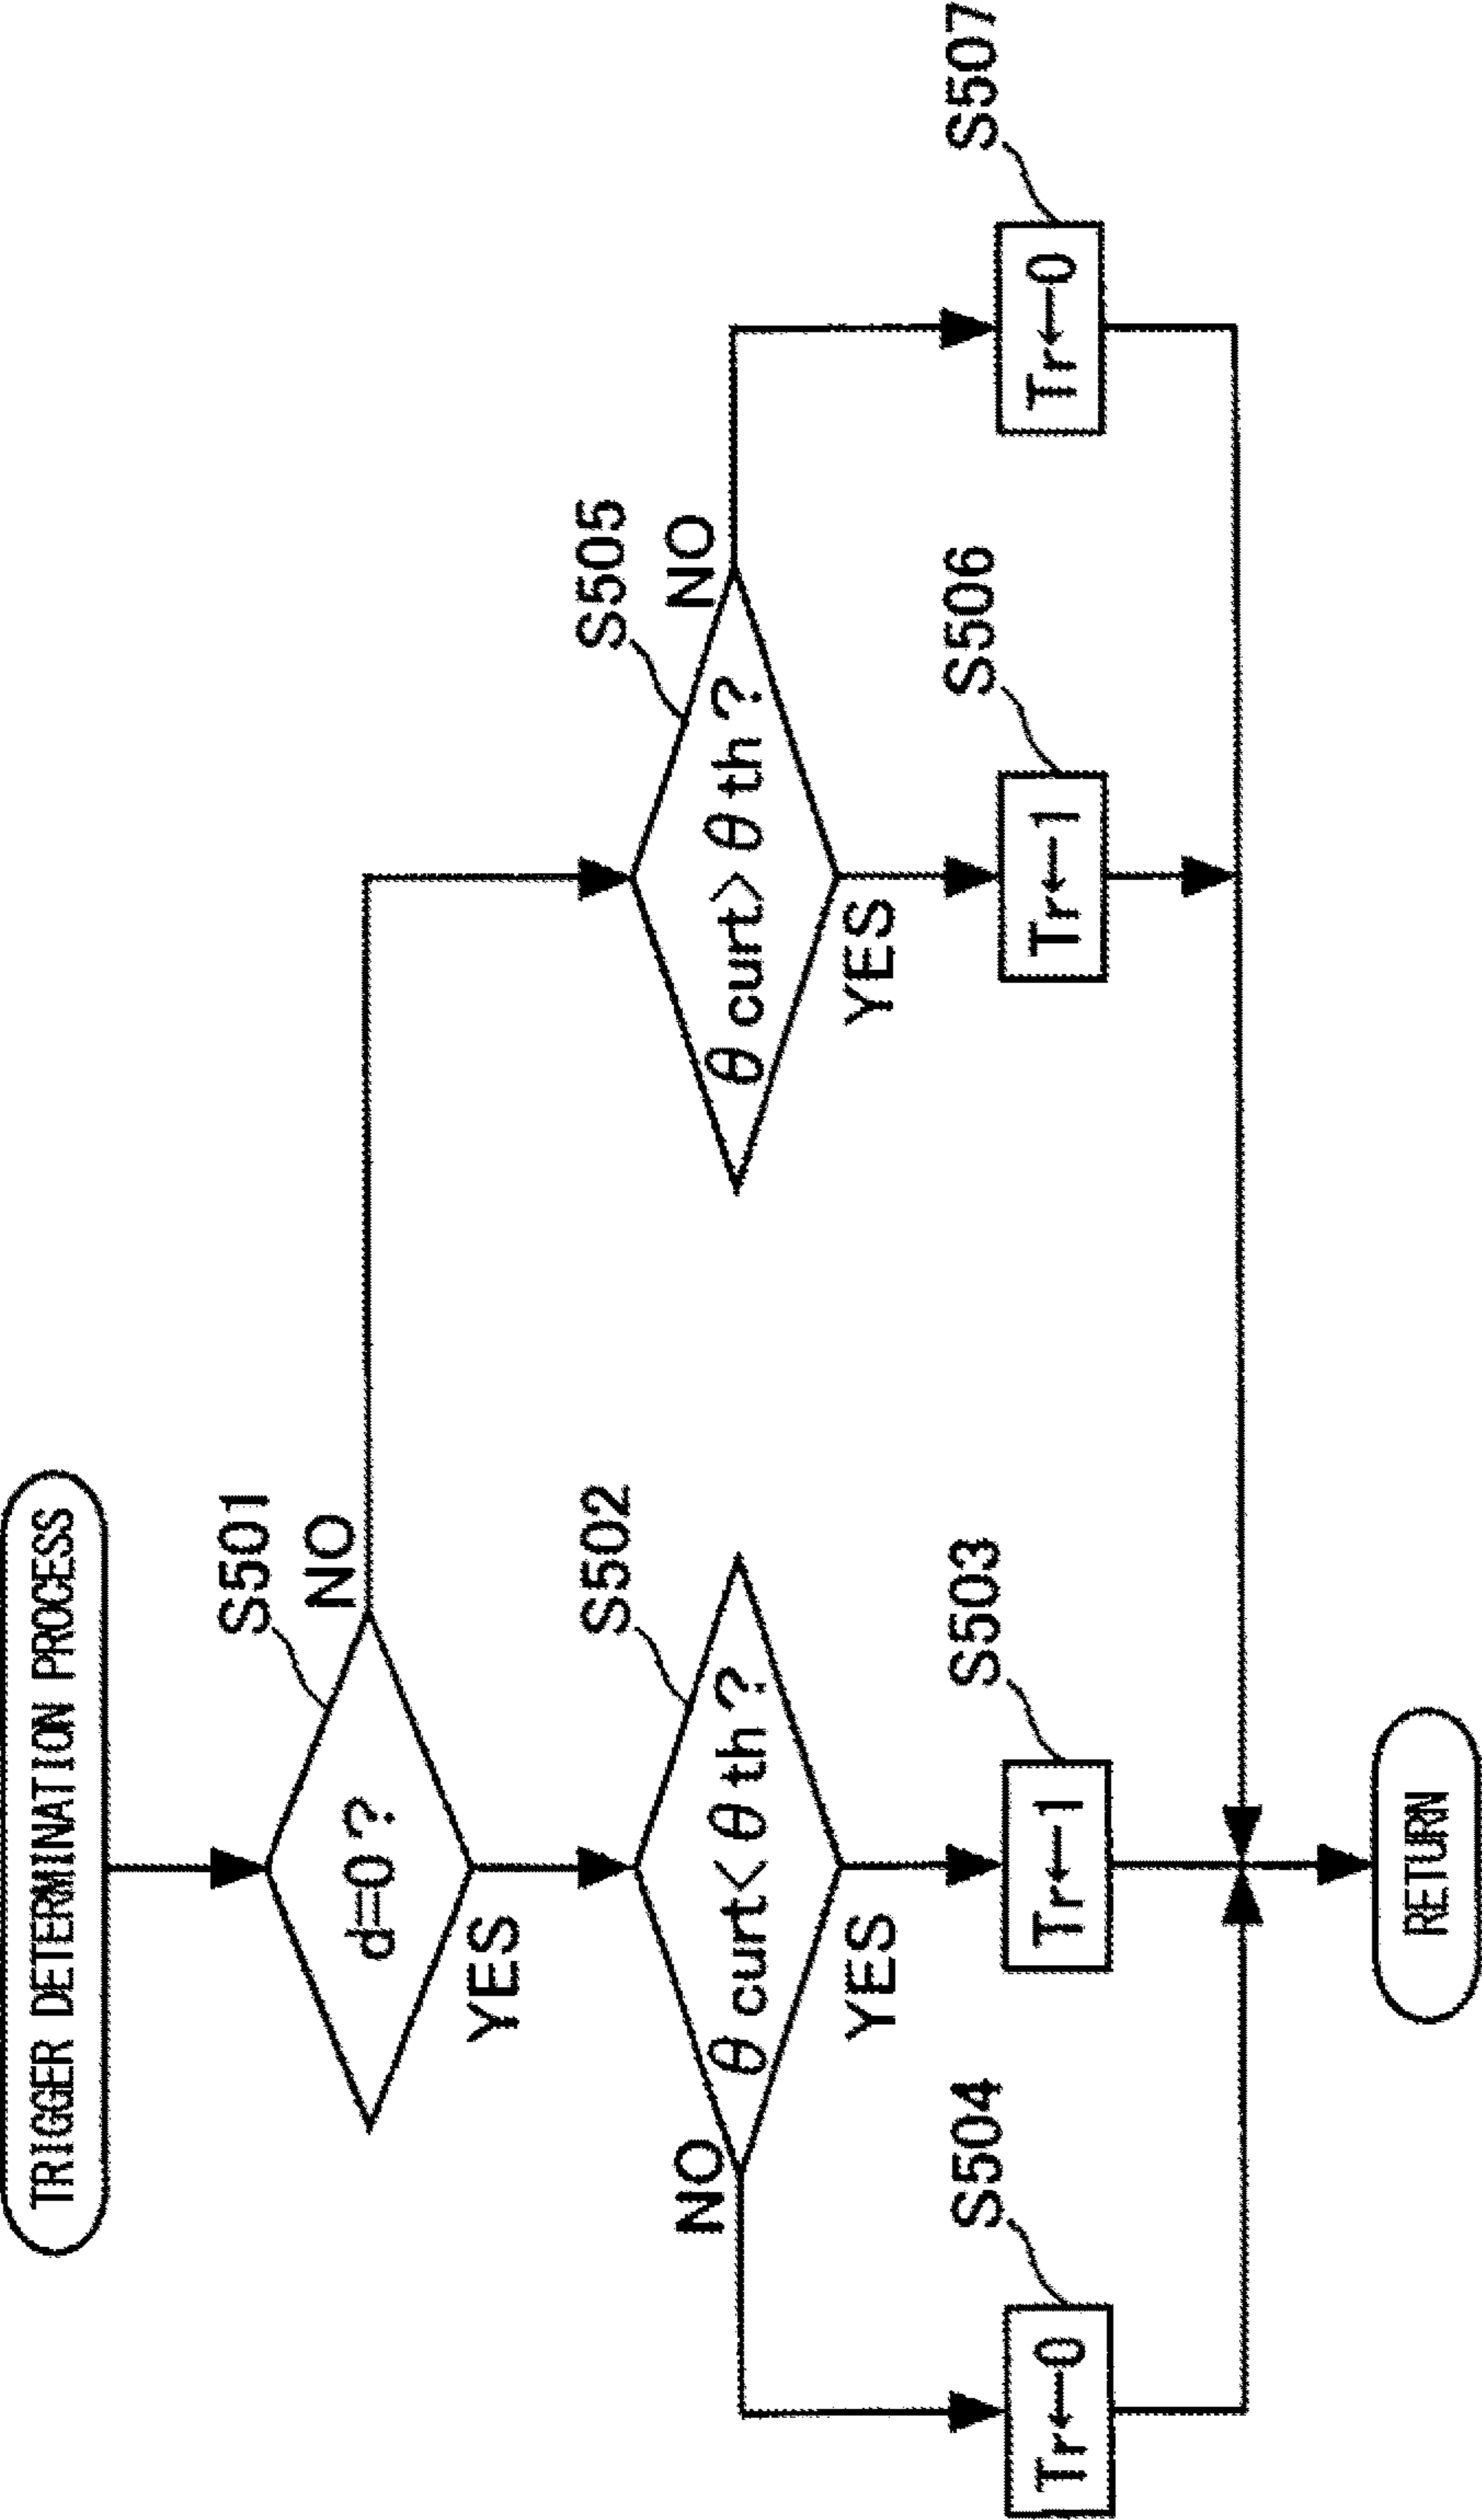 TRIGGER DETERMINATION PROCESS
S501
d=0?
NO
YES
S502
θcurt<θth?
NO
YES
S505
θcurt>θth?
NO
YES
S504
Tr←0
S503
Tr←1
S506
Tr←1
S507
Tr←0
RETURN